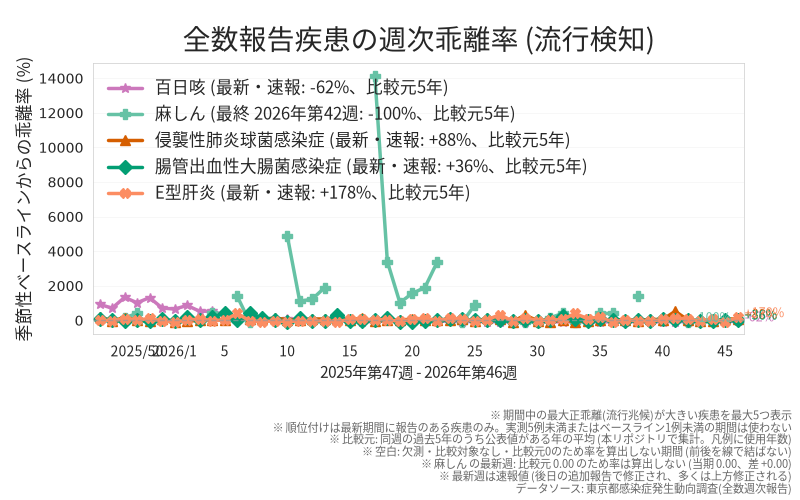 全数報告疾患の週次乖離率 (流行検知)
季節性ベースラインからの乖離率 (%)
14000
12000
10000
8000
6000
4000
2000
0
百日咳 (最新・速報: -62%、比較元5年)
麻しん (最終 2026年第42週: -100%、比較元5年)
侵襲性肺炎球菌感染症 (最新・速報: +88%、比較元5年)
腸管出血性大腸菌感染症 (最新・速報: +36%、比較元5年)
E型肝炎 (最新・速報: +178%、比較元5年)
+178%
+36%
2025/50
2026/1
5
10
15
20
25
30
35
40
45
2025年第47週 - 2026年第46週
※ 期間中の最大正乖離(流行兆候)が大きい疾患を最大5つ表示
※ 順位付けは最新期間に報告のある疾患のみ。実測5例未満またはベースライン1例未満の期間は使わない
※ 比較元: 同週の過去5年のうち公表値がある年の平均 (本リポジトリで集計。凡例に使用年数)
※ 空白: 欠測・比較対象なし・比較元0のため率を算出しない期間 (前後を線で結ばない)
※ 麻しん の最新週: 比較元 0.00 のため率は算出しない (当期 0.00、差 +0.00)
※ 最新週は速報値 (後日の追加報告で修正され、多くは上方修正される)
データソース: 東京都感染症発生動向調査(全数週次報告)